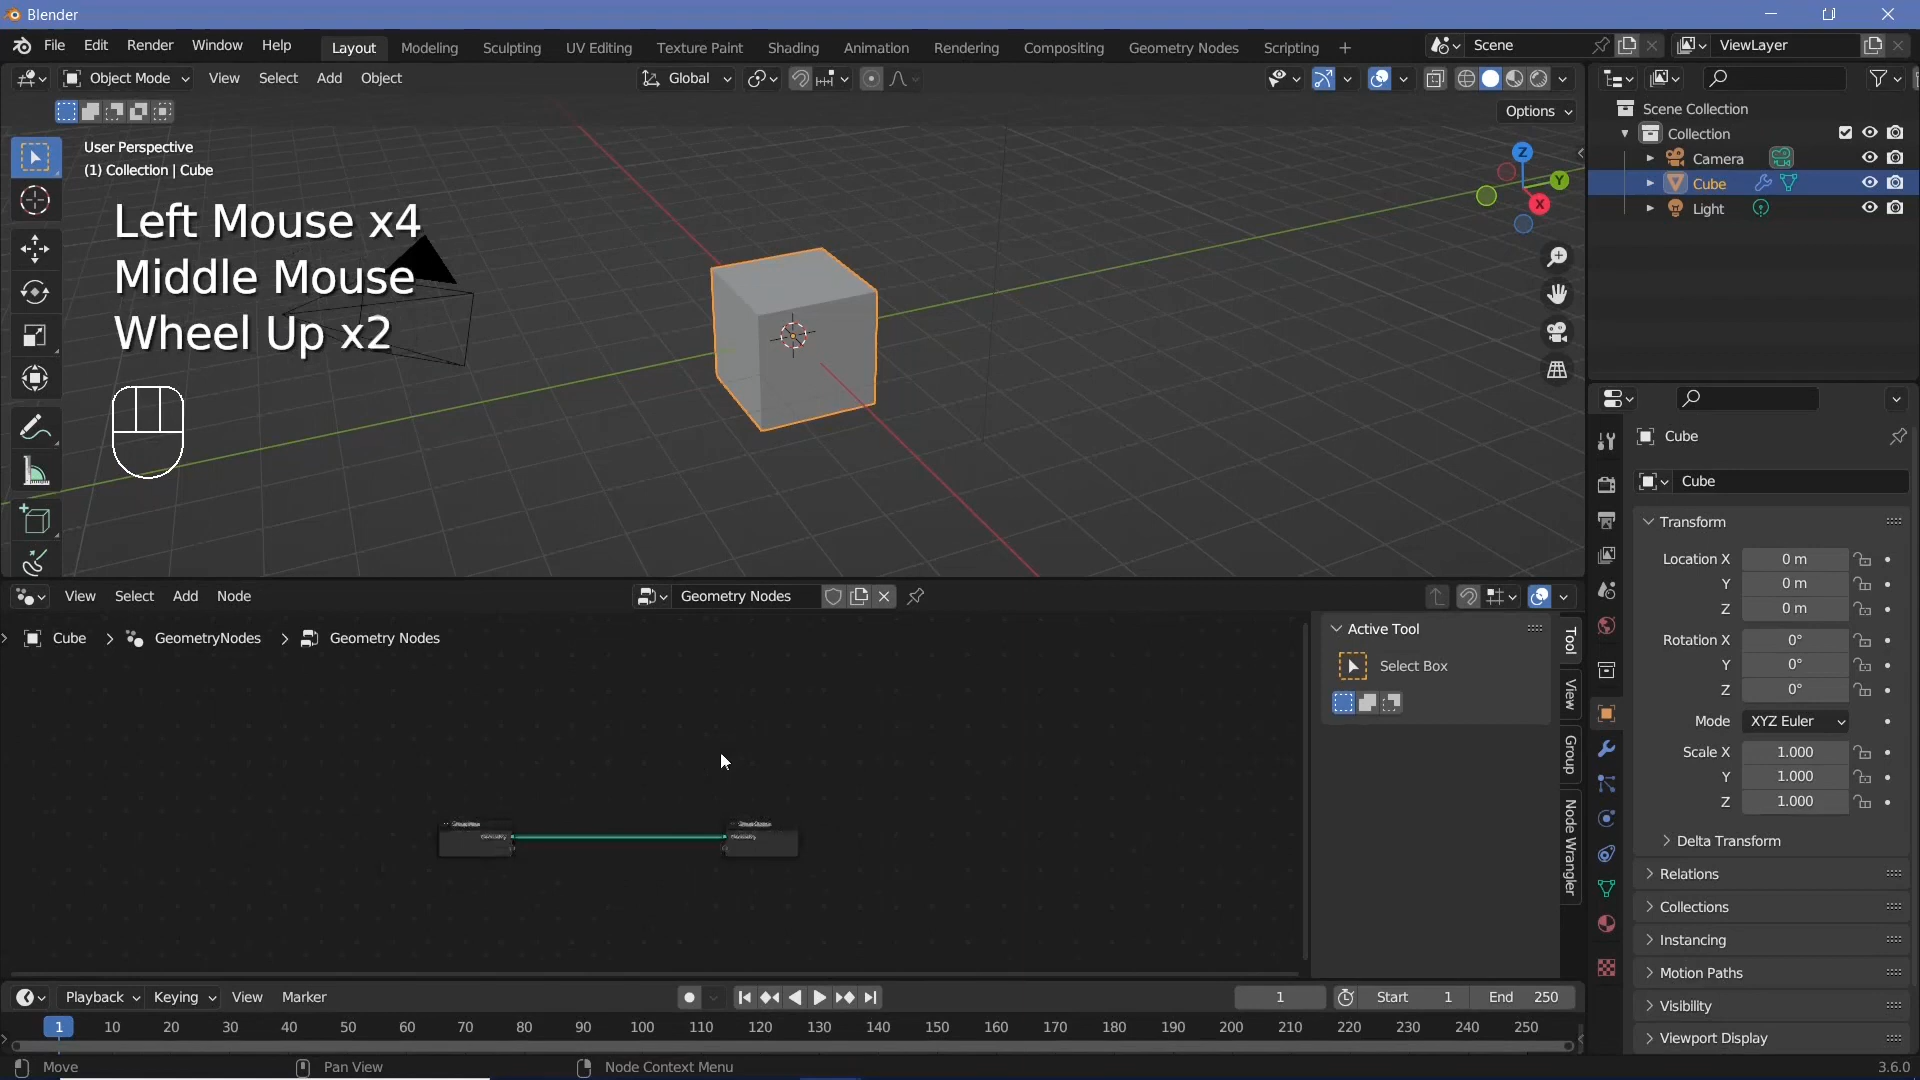 Blender
File Edit Render Window Help Layout Modeling Sculpting UV Editing Texture Paint Shading Animation Rendering Compositing Geometry Nodes Scripting + Scene ViewLayer
Object Mode View Select Add Object Global
Options
User Perspective
(1) Collection | Cube
Left Mouse x4
Middle Mouse
Wheel Up x2
Z
Y
X
Scene Collection
Collection
Camera
Cube
Light
Cube
Cube
Transform
Location X 0 m
Y 0 m
Z 0 m
Rotation X 0°
Y 0°
Z 0°
Mode XYZ Euler
Scale X 1.000
Y 1.000
Z 1.000
Delta Transform
Relations
Collections
Instancing
Motion Paths
Visibility
Viewport Display
View Select Add Node Geometry Nodes
Cube GeometryNodes Geometry Nodes
Active Tool
Select Box
Tool
View
Group
Node Wrangler
Group Output
Geometry Geometry
Playback Keying View Marker 1 Start 1 End 250
1 10 20 30 40 50 60 70 80 90 100 110 120 130 140 150 160 170 180 190 200 210 220 230 240 250
Move Pan View Node Context Menu 3.6.0